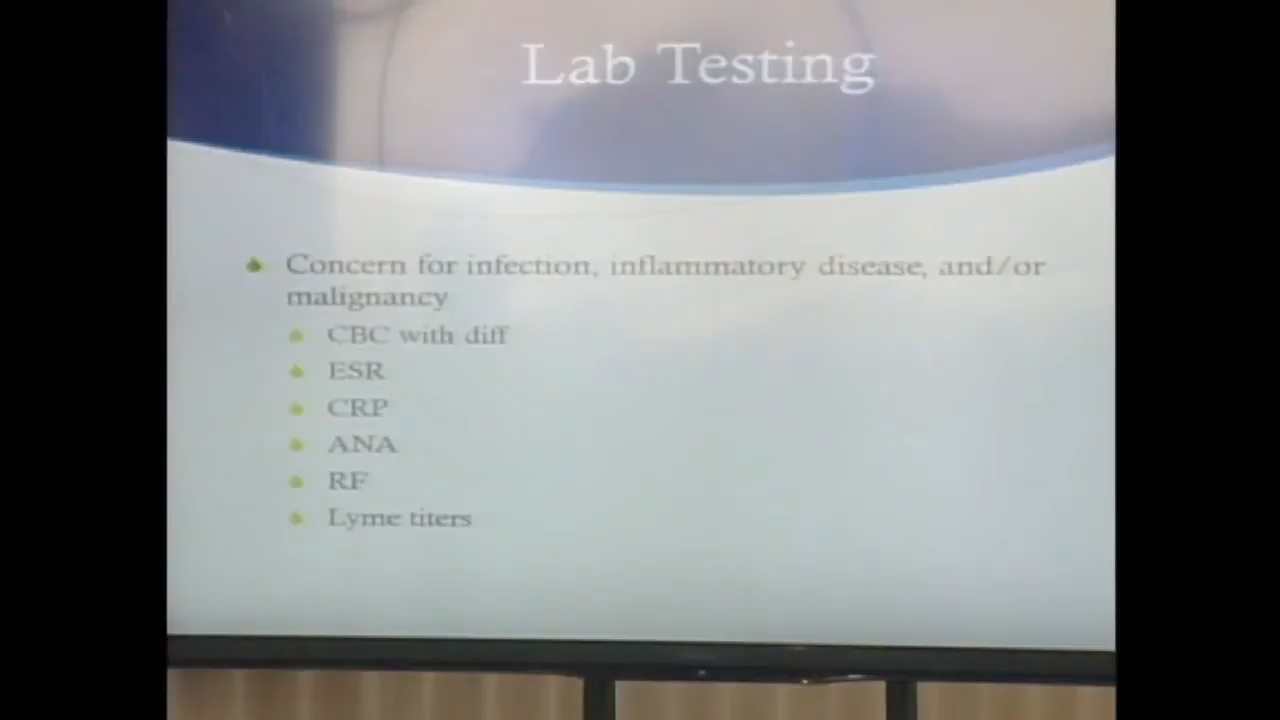 Lab Testing
Concern for infection, inflammatory disease, and/or
malignancy
CBC with diff
ESR
CRP
ANA
RF
Lyme titers